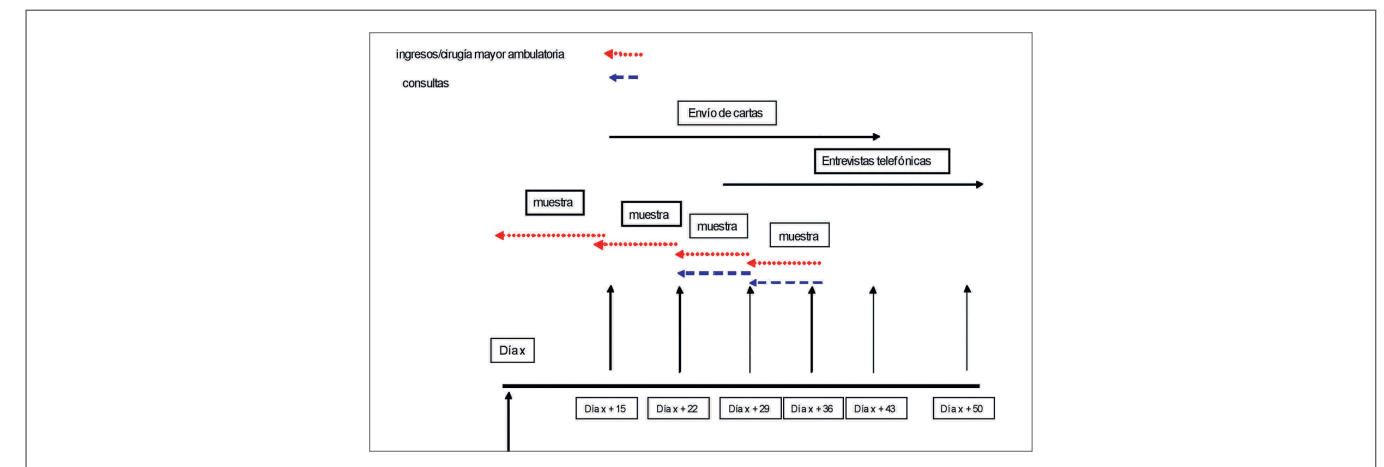 ingresos/cirugía mayor ambulatoria
consultas
Envío de cartas
Entrevistas telefónicas
muestra
muestra
muestra
muestra
Día x
Día x + 15
Día x + 22
Día x + 29
Día x + 36
Día x + 43
Día x + 50